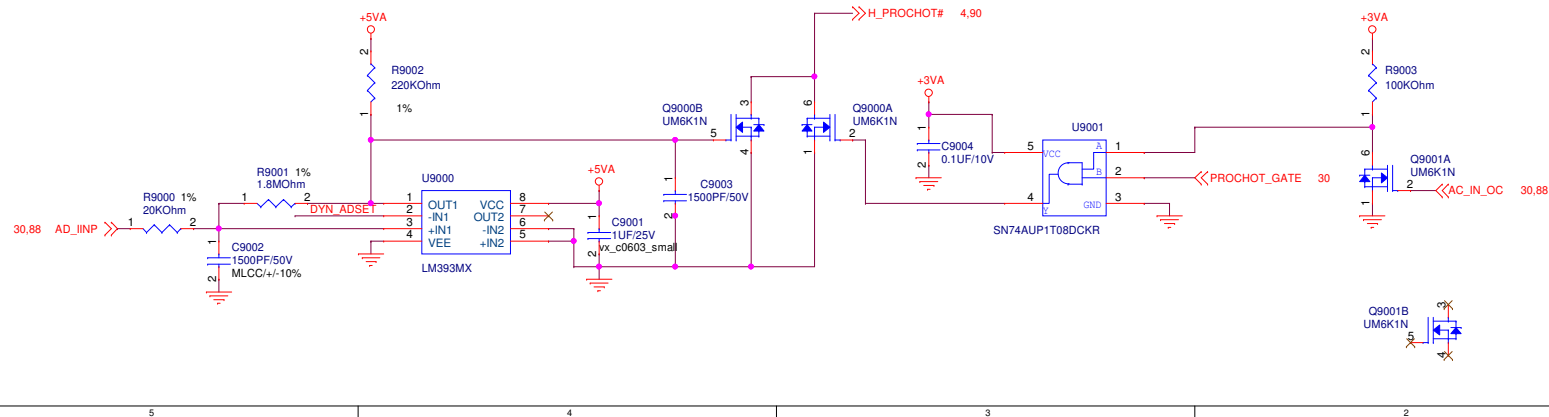 H_PROCHOT# 4,90
+5VA
2
R9002
220KOhm
1%
1
+3VA
2
R9003
100KOhm
1
+3VA
1
C9004
0.1UF/10V
2
Q9000B
UM6K1N
3
5
4
6
Q9000A
UM6K1N
2
1
U9001
5
VCC
A
1
B
2
GND
3
4
Y
SN74AUP1T08DCKR
PROCHOT_GATE 30
6
Q9001A
UM6K1N
2
1
AC_IN_OC 30,88
R9001 1%
1.8MOhm
1
2
R9000 1%
20KOhm
30,88 AD_IINP
1
2
DYN_ADSET
U9000
1
OUT1
VCC
8
2
-IN1
OUT2
7
3
+IN1
-IN2
6
4
VEE
+IN2
5
LM393MX
+5VA
1
C9001
1UF/25V
vx_c0603_small
2
1
C9003
1500PF/50V
2
1
C9002
1500PF/50V
MLCC/+/-10%
2
Q9001B
UM6K1N
3
5
4
5
4
3
2